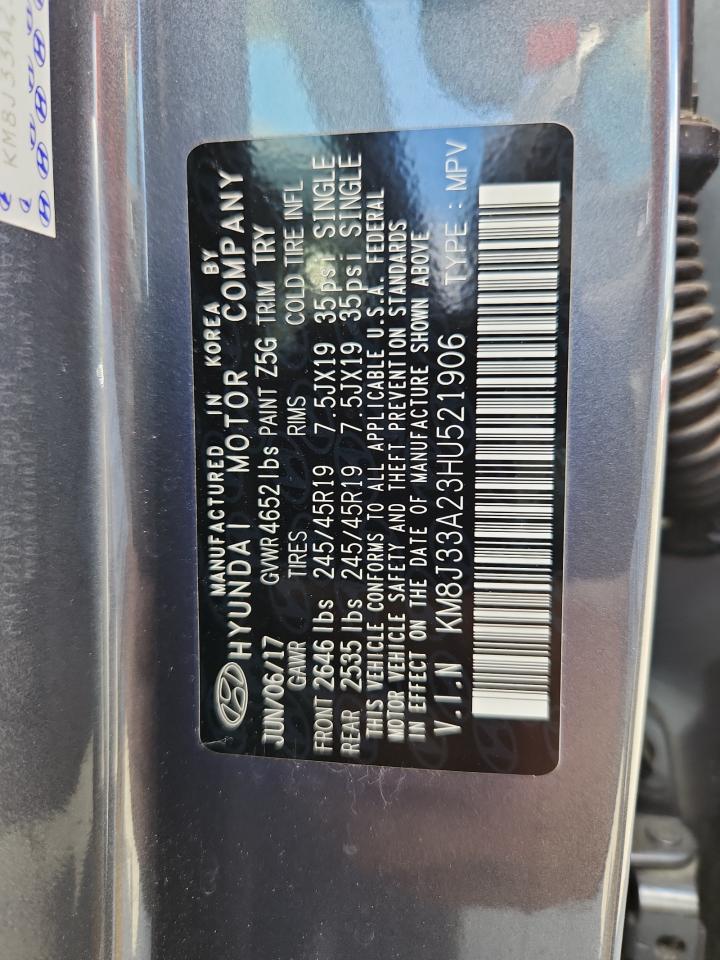 MANUFACTURED IN KOREA BY
HYUNDAI MOTOR COMPANY
JUN/06/17 GVWR 4652 lbs PAINT Z5G TRIM TRY
GAWR TIRES RIMS COLD TIRE INFL
FRONT 2646 lbs 245/45R19 7.5JX19 35psi SINGLE
REAR 2535 lbs 245/45R19 7.5JX19 35psi SINGLE
THIS VEHICLE CONFORMS TO ALL APPLICABLE U.S.A. FEDERAL
MOTOR VEHICLE SAFETY AND THEFT PREVENTION STANDARDS
IN EFFECT ON THE DATE OF MANUFACTURE SHOWN ABOVE
V.I.N KM8J33A23HU521906 TYPE : MPV
KM8J33A2